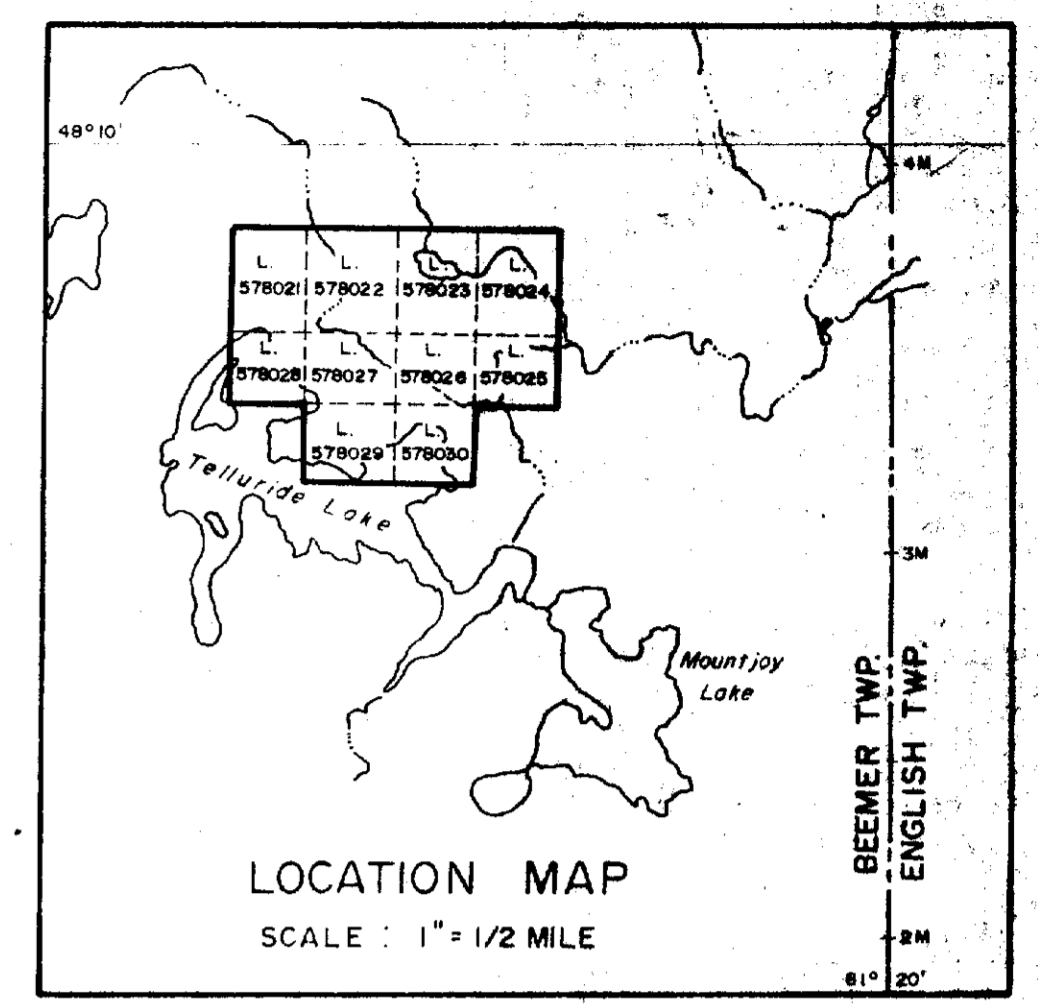 48° 10'
4M
L. L. L. L.
578021 578022 578023 578024
L. L. L. L.
578028 578027 578026 578025
L. L.
578029 578030
Telluride Lake
3M
Mountjoy
Lake
BEEMER TWP.
ENGLISH TWP.
LOCATION MAP
SCALE : 1" = 1/2 MILE
2M
81° 20'